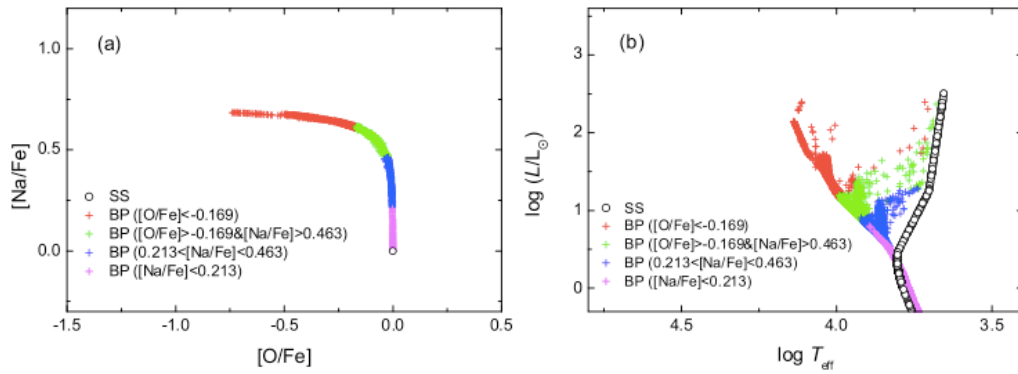 (a)
1.0
0.5
0.0
[Na/Fe]
SS
BP ([O/Fe]<-0.169)
BP ([O/Fe]>-0.169&[Na/Fe]>0.463)
BP (0.213<[Na/Fe]<0.463)
BP ([Na/Fe]<0.213)
-1.5 -1.0 -0.5 0.0 0.5
[O/Fe]
(b)
3
2
1
0
log (L/L⊙)
SS
BP ([O/Fe]<-0.169)
BP ([O/Fe]>-0.169&[Na/Fe]>0.463)
BP (0.213<[Na/Fe]<0.463)
BP ([Na/Fe]<0.213)
4.5 4.0 3.5
log Teff